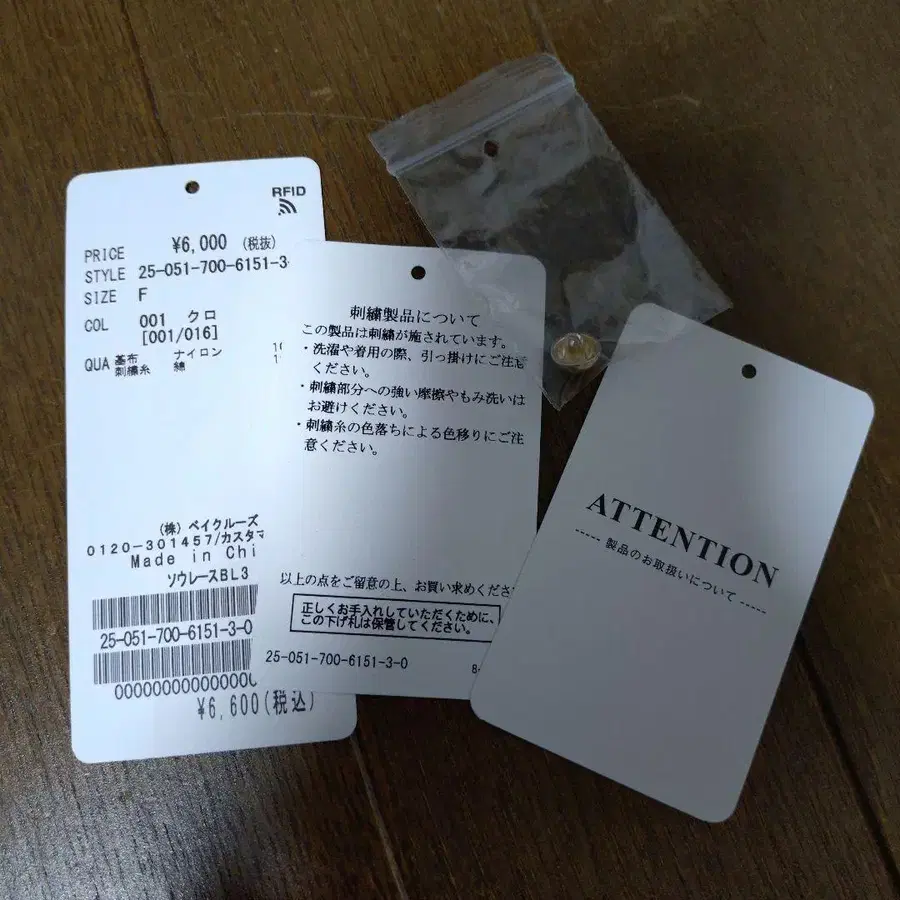 RFID
PRICE ¥6,000 (税抜)
STYLE 25-051-700-6151-3-
SIZE F
COL 001 クロ
[001/016]
QUA 基布 ナイロン
刺繍糸 綿
(株) ベイクルーズ
0120-301457/カスタマ
Made in Chi
ソウレースBL3
25-051-700-6151-3-0
¥6,600(税込)
刺繍製品について
この製品は刺繍が施されています。
・洗濯や着用の際、引っ掛けにご注意
ください。
・刺繍部分への強い摩擦やもみ洗いは
お避けください。
・刺繍糸の色落ちによる色移りにご注
意ください。
以上の点をご留意の上、お買い求めくださ
正しくお手入れしていただくために、
この下げ札は保管してください。
25-051-700-6151-3-0
8-
ATTENTION
----- 製品のお取扱いについて -----